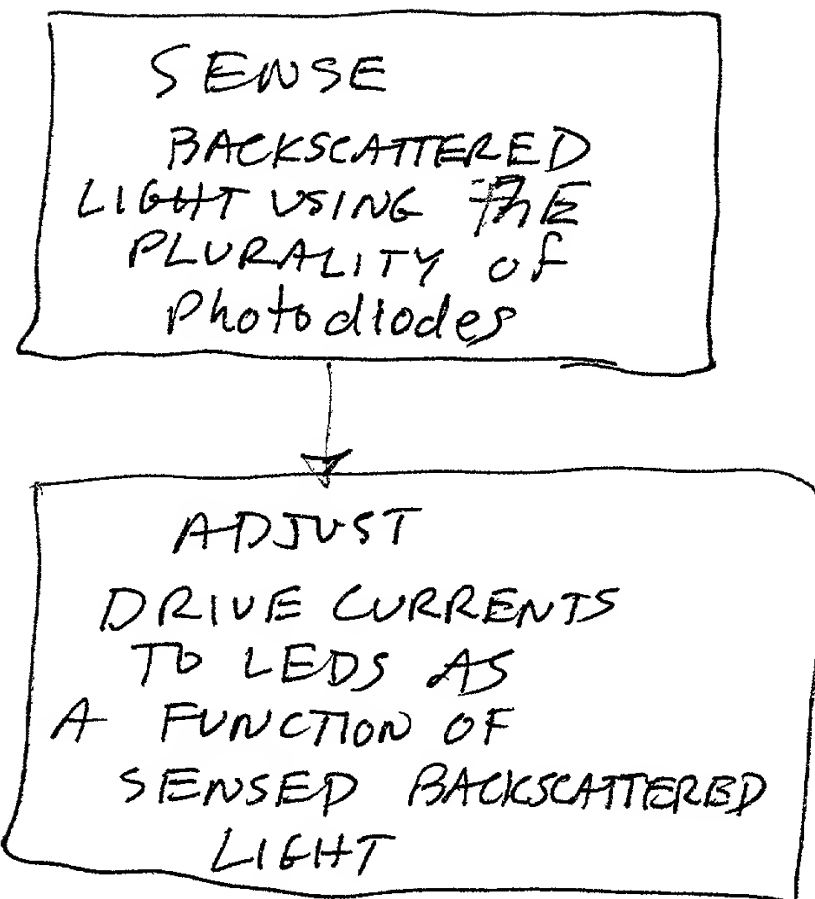 SENSE
BACKSCATTERED
LIGHT USING THE
PLURALITY OF
Photodiodes
ADJUST
DRIVE CURRENTS
TO LEDS AS
A FUNCTION OF
SENSED BACKSCATTERED
LIGHT